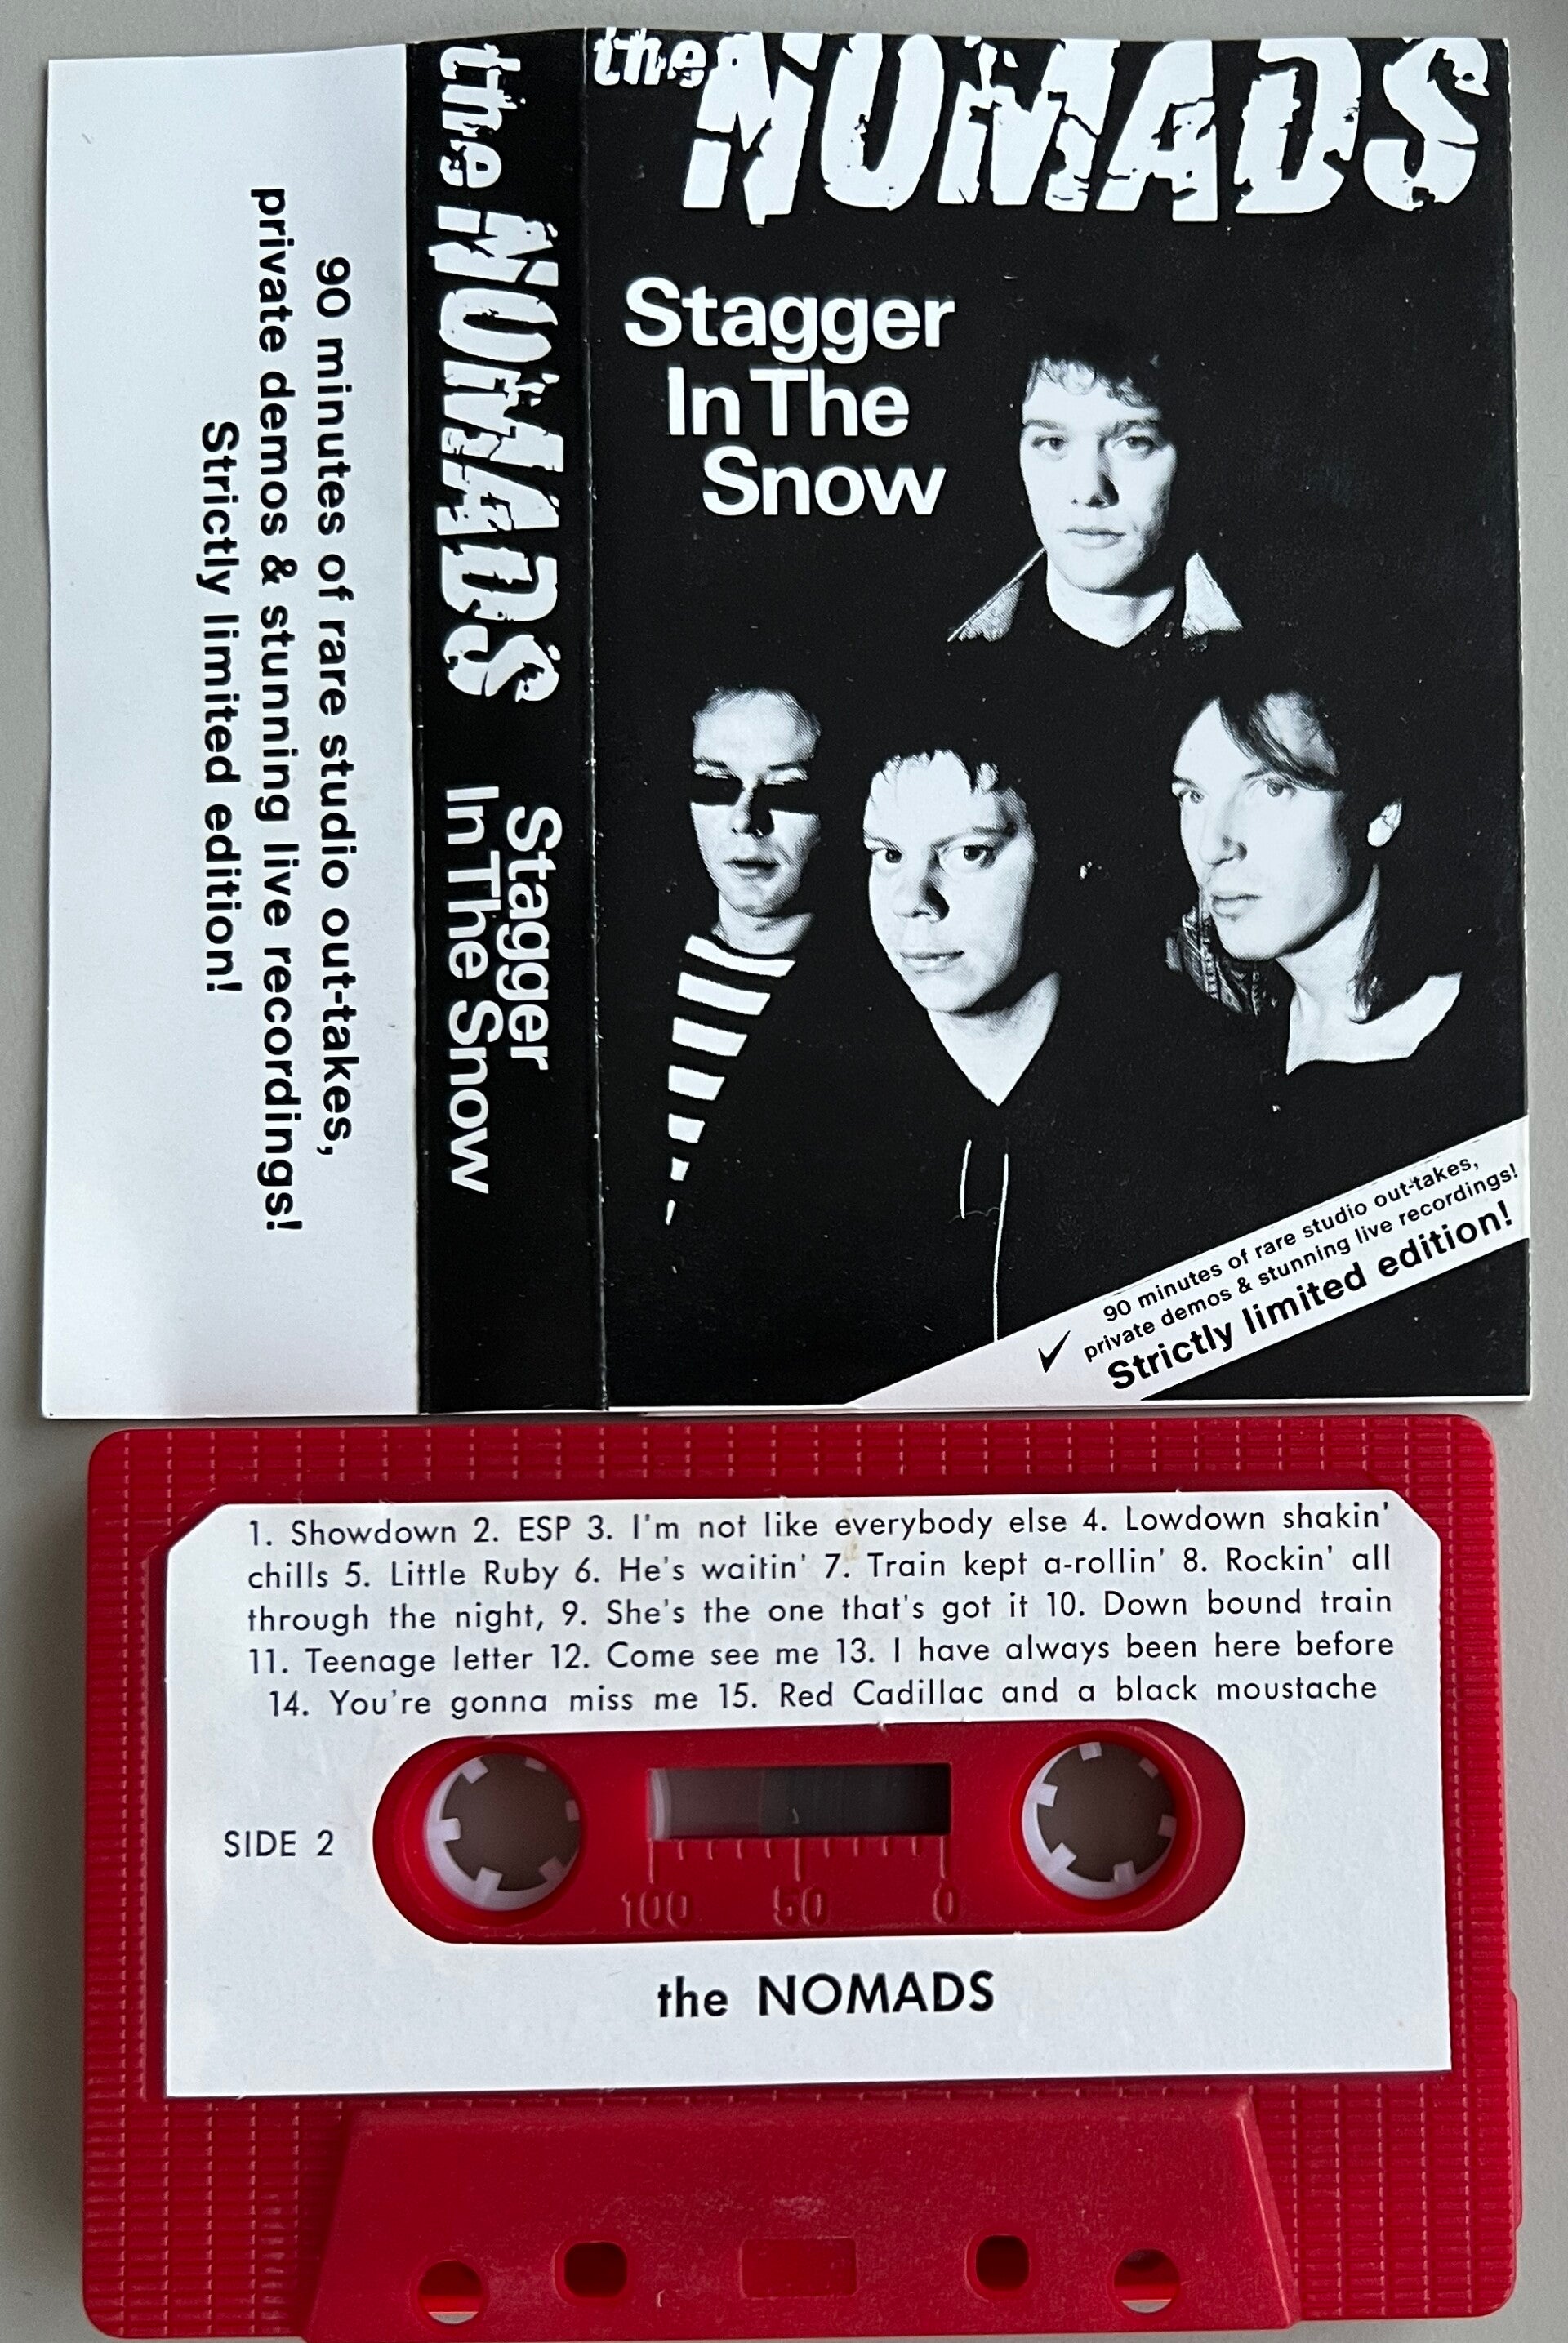 90 minutes of rare studio out-takes,
private demos & stunning live recordings!
Strictly limited edition!
the NOMADS
Stagger
In The Snow
the NOMADS
Stagger
In The
Snow
✓ 90 minutes of rare studio out-takes,
private demos & stunning live recordings!
Strictly limited edition!
1. Showdown 2. ESP 3. I'm not like everybody else 4. Lowdown shakin'
chills 5. Little Ruby 6. He's waitin' 7. Train kept a-rollin' 8. Rockin' all
through the night, 9. She's the one that's got it 10. Down bound train
11. Teenage letter 12. Come see me 13. I have always been here before
14. You're gonna miss me 15. Red Cadillac and a black moustache
SIDE 2
100 50 0
the NOMADS